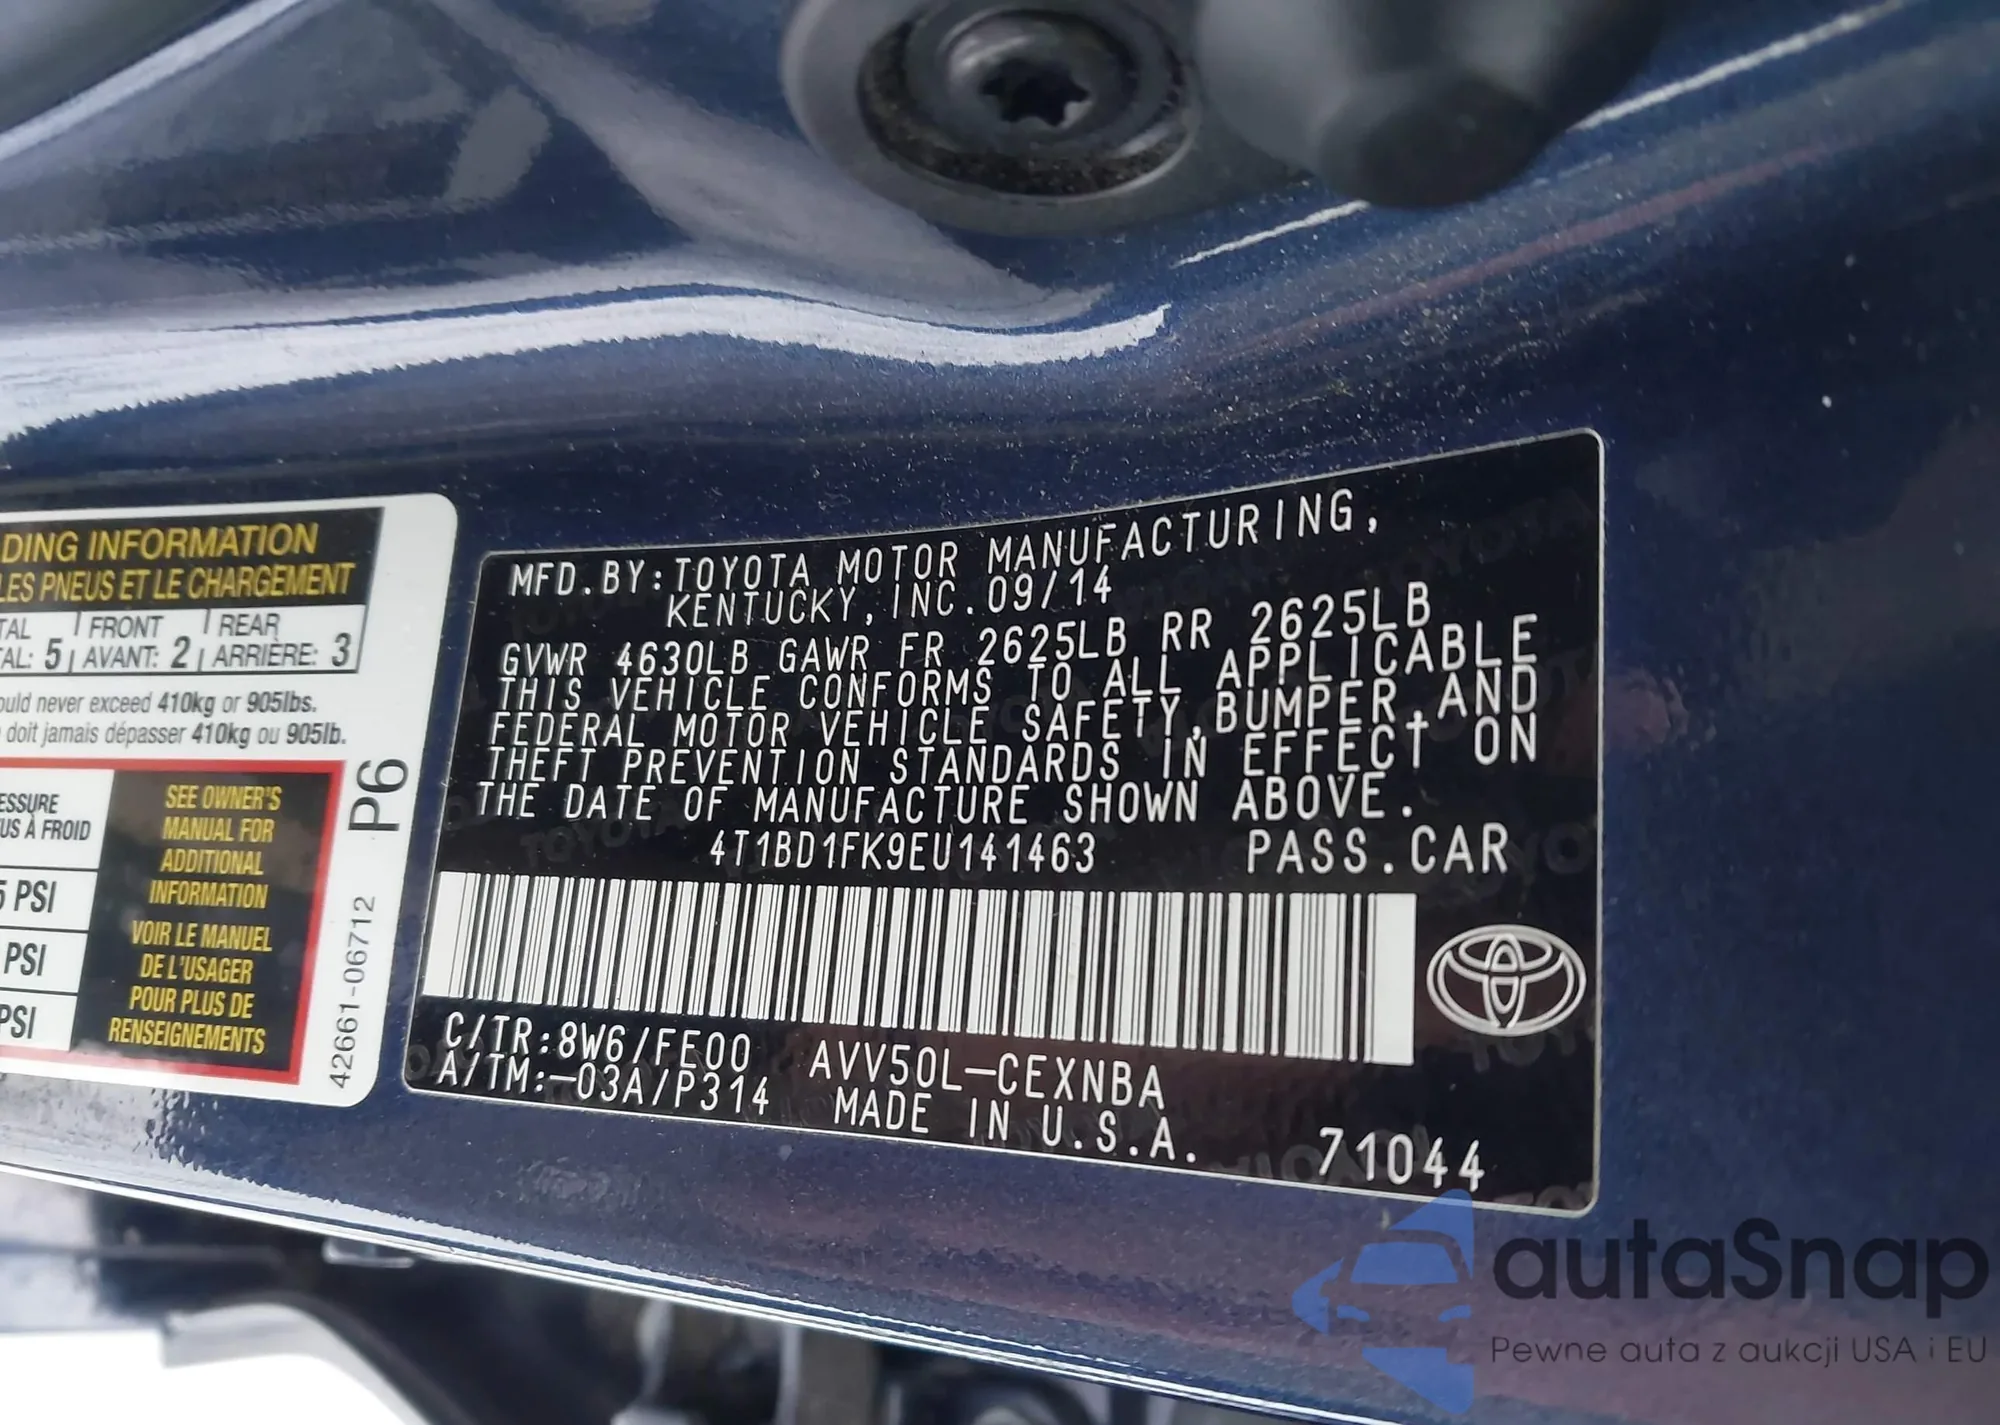 DING INFORMATION
LES PNEUS ET LE CHARGEMENT
TAL FRONT REAR
AL: 5 AVANT: 2 ARRIÈRE: 3
ould never exceed 410kg or 905lbs.
doit jamais dépasser 410kg ou 905lb.
ESSURE
US À FROID
5 PSI
PSI
PSI
SEE OWNER'S
MANUAL FOR
ADDITIONAL
INFORMATION
VOIR LE MANUEL
DE L'USAGER
POUR PLUS DE
RENSEIGNEMENTS
P6
42661-06712
MFD.BY:TOYOTA MOTOR MANUFACTURING,
KENTUCKY, INC. 09/14
GVWR 4630LB GAWR FR 2625LB RR 2625LB
THIS VEHICLE CONFORMS TO ALL APPLICABLE
FEDERAL MOTOR VEHICLE SAFETY,BUMPER,AND
THEFT PREVENTION STANDARDS IN EFFECT ON
THE DATE OF MANUFACTURE SHOWN ABOVE.
4T1BD1FK9EU141463 PASS.CAR
C/TR:8W6/FE00 AVV50L-CEXNBA
A/TM:-03A/P314 MADE IN U.S.A.
71044
autaSnap
Pewne auta z aukcji USA i EU